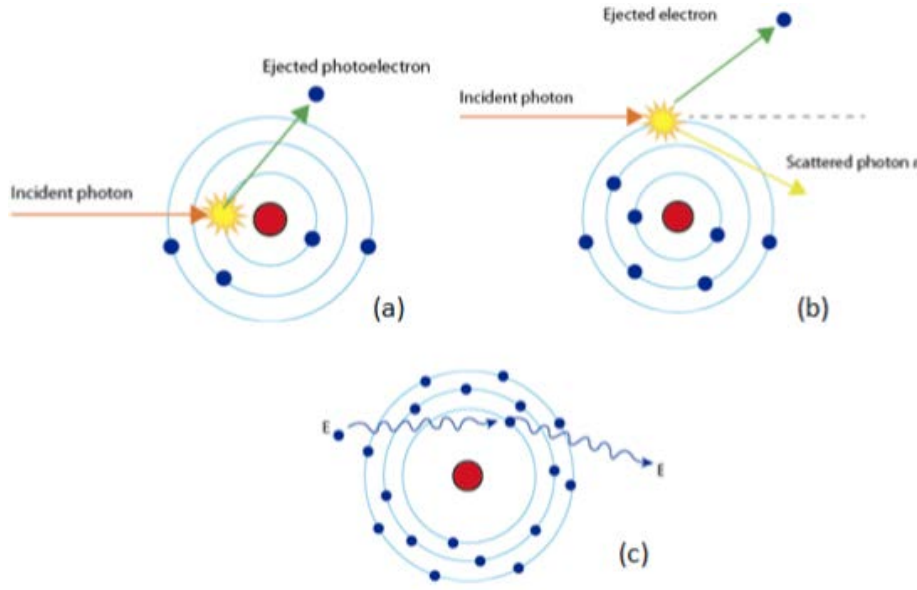 Ejected photoelectron
Incident photon
(a)
Ejected electron
Incident photon
Scattered photon
(b)
E
E
(c)